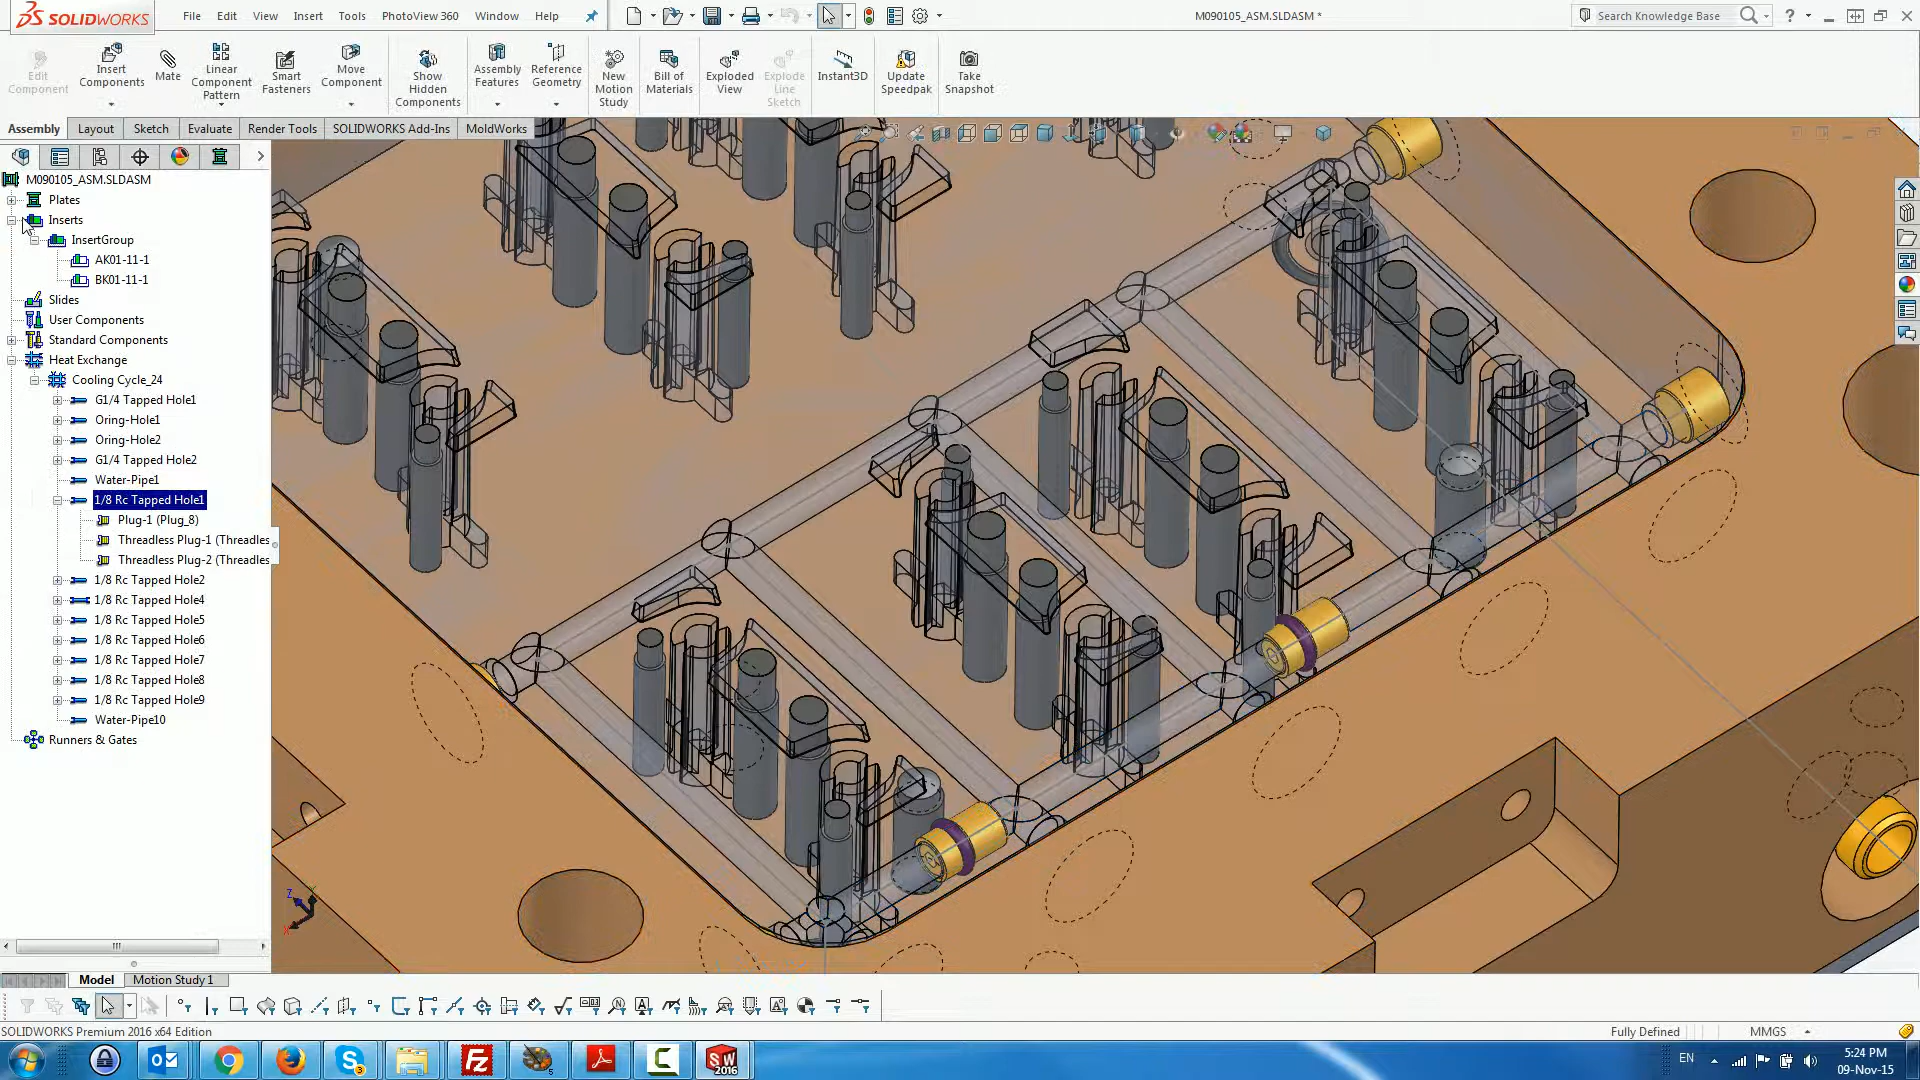 SOLIDWORKS File Edit View Insert Tools PhotoView 360 Window Help M090105_ASM.SLDASM * Search Knowledge Base ?
Edit Component
Insert Components
Mate
Linear Component Pattern
Smart Fasteners
Move Component
Show Hidden Components
Assembly Features
Reference Geometry
New Motion Study
Bill of Materials
Exploded View
Explode Line Sketch
Instant3D
Update Speedpak
Take Snapshot
Assembly Layout Sketch Evaluate Render Tools SOLIDWORKS Add-Ins MoldWorks
M090105_ASM.SLDASM
Plates
Inserts
InsertGroup
AK01-11-1
BK01-11-1
Slides
User Components
Standard Components
Heat Exchange
Cooling Cycle_24
G1/4 Tapped Hole1
Oring-Hole1
Oring-Hole2
G1/4 Tapped Hole2
Water-Pipe1
1/8 Rc Tapped Hole1
Plug-1 (Plug_8)
Threadless Plug-1 (Threadles
Threadless Plug-2 (Threadles
1/8 Rc Tapped Hole2
1/8 Rc Tapped Hole4
1/8 Rc Tapped Hole5
1/8 Rc Tapped Hole6
1/8 Rc Tapped Hole7
1/8 Rc Tapped Hole8
1/8 Rc Tapped Hole9
Water-Pipe10
Runners & Gates
Z
X
Model Motion Study 1
SOLIDWORKS Premium 2016 x64 Edition Fully Defined MMGS
EN 5:24 PM
09-Nov-15
SW 2016